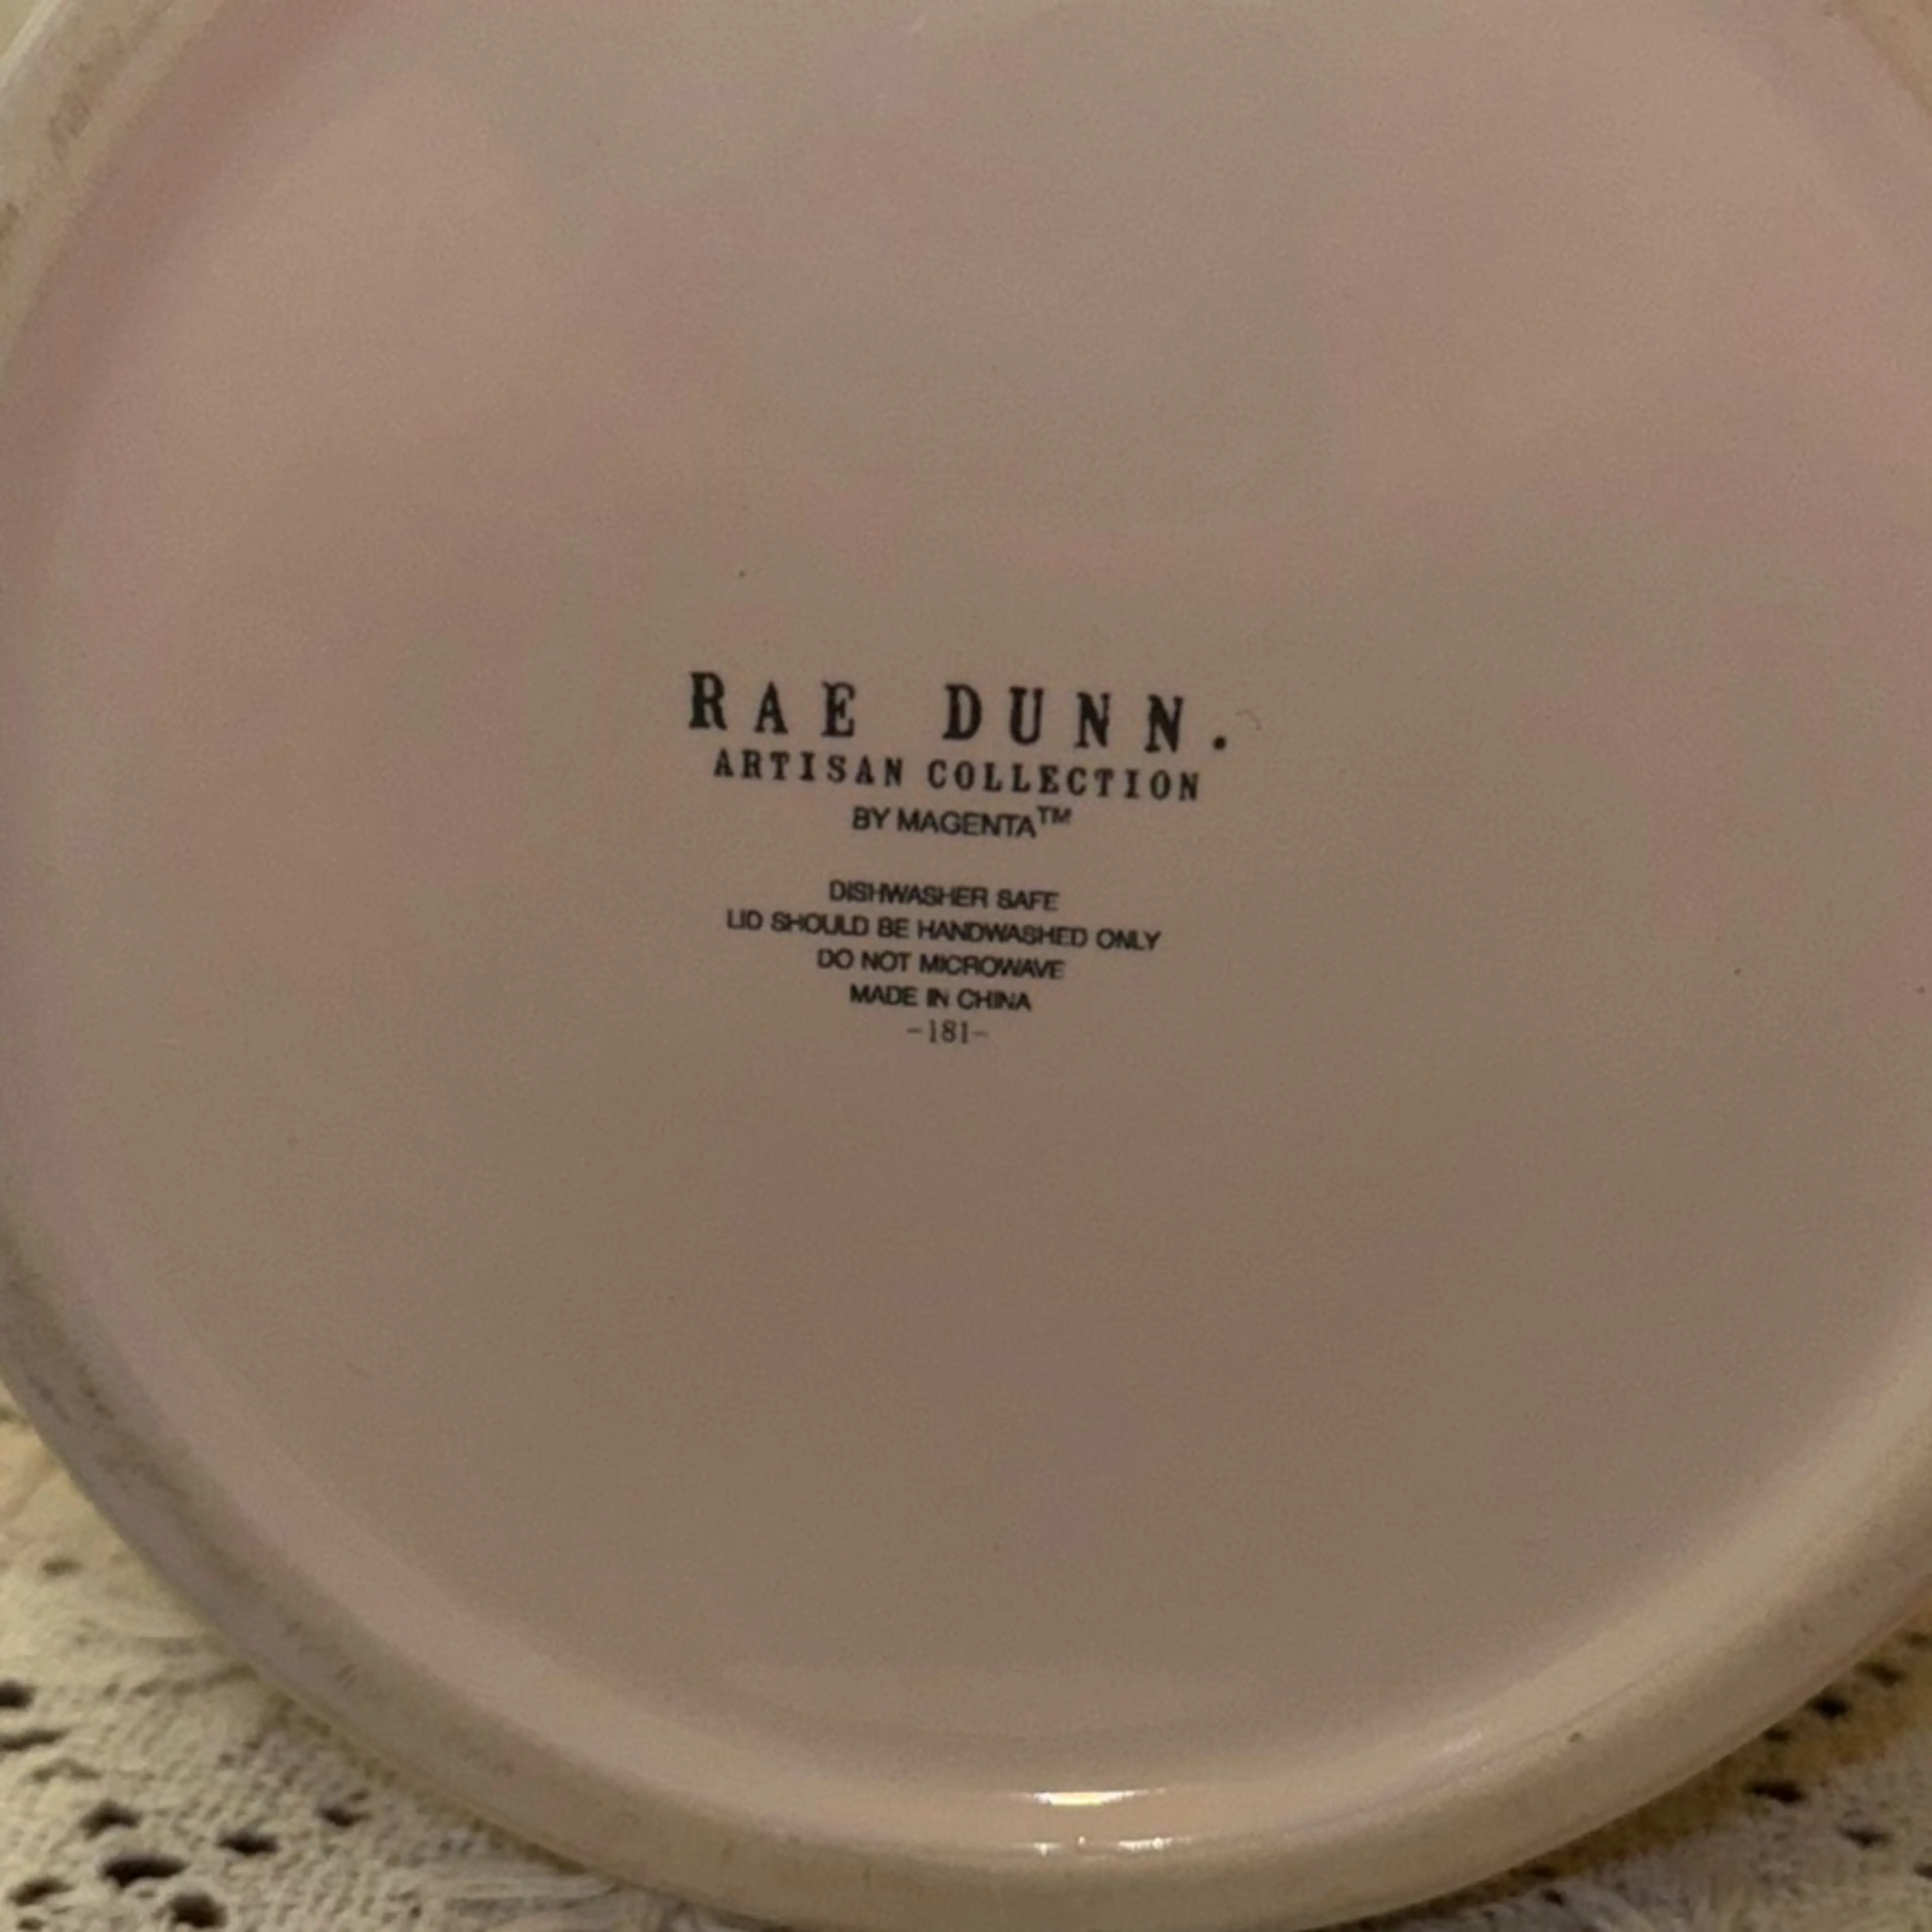 RAE DUNN.
ARTISAN COLLECTION
BY MAGENTA™
DISHWASHER SAFE
LID SHOULD BE HANDWASHED ONLY
DO NOT MICROWAVE
MADE IN CHINA
-181-